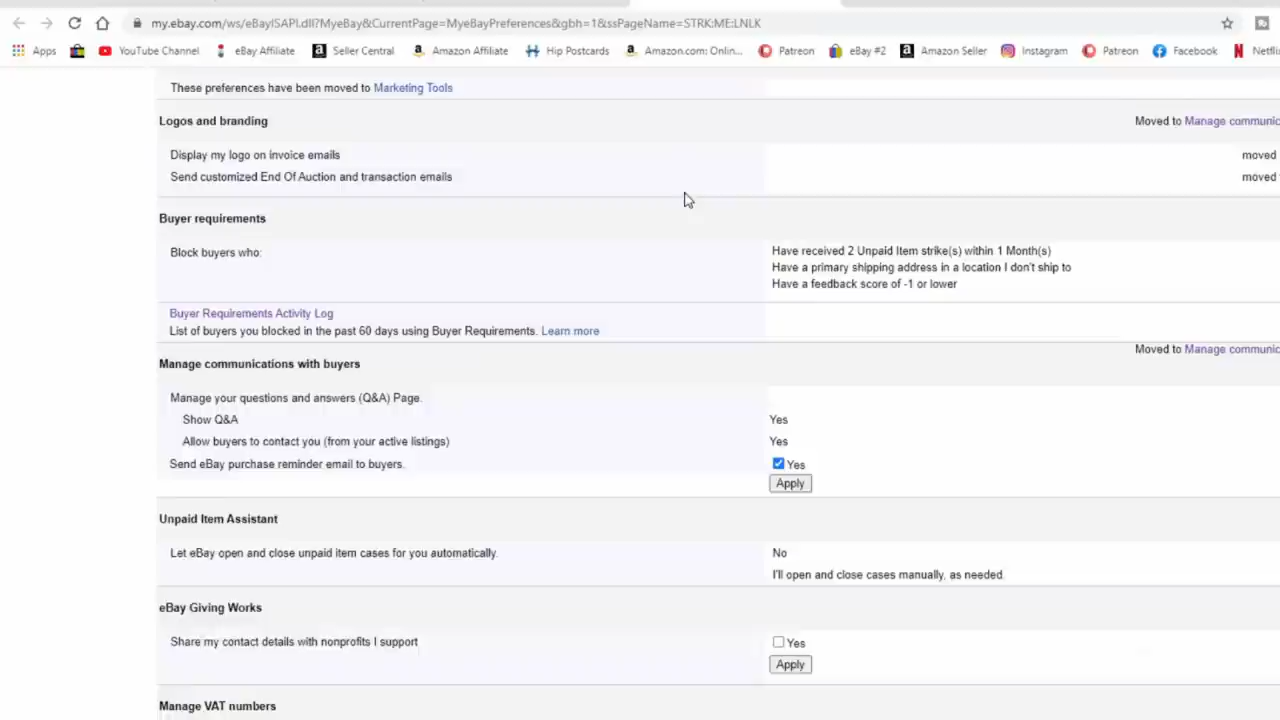 my.ebay.com/ws/eBayISAPI.dll?MyeBay&CurrentPage=MyeBayPreferences&gbh=1&ssPageName=STRK:ME:LNLK
Apps YouTube Channel eBay Affiliate Seller Central Amazon Affiliate Hip Postcards Amazon.com: Onlin... Patreon eBay #2 Amazon Seller Instagram Patreon Facebook Netfli
These preferences have been moved to Marketing Tools
Logos and branding Moved to Manage communic
Display my logo on invoice emails moved
Send customized End Of Auction and transaction emails moved
Buyer requirements
Block buyers who: Have received 2 Unpaid Item strike(s) within 1 Month(s)
Have a primary shipping address in a location I don't ship to
Have a feedback score of -1 or lower
Buyer Requirements Activity Log
List of buyers you blocked in the past 60 days using Buyer Requirements. Learn more
Moved to Manage communic
Manage communications with buyers
Manage your questions and answers (Q&A) Page.
Show Q&A Yes
Allow buyers to contact you (from your active listings) Yes
Send eBay purchase reminder email to buyers. Yes
Apply
Unpaid Item Assistant
Let eBay open and close unpaid item cases for you automatically. No
I'll open and close cases manually, as needed.
eBay Giving Works
Share my contact details with nonprofits I support Yes
Apply
Manage VAT numbers